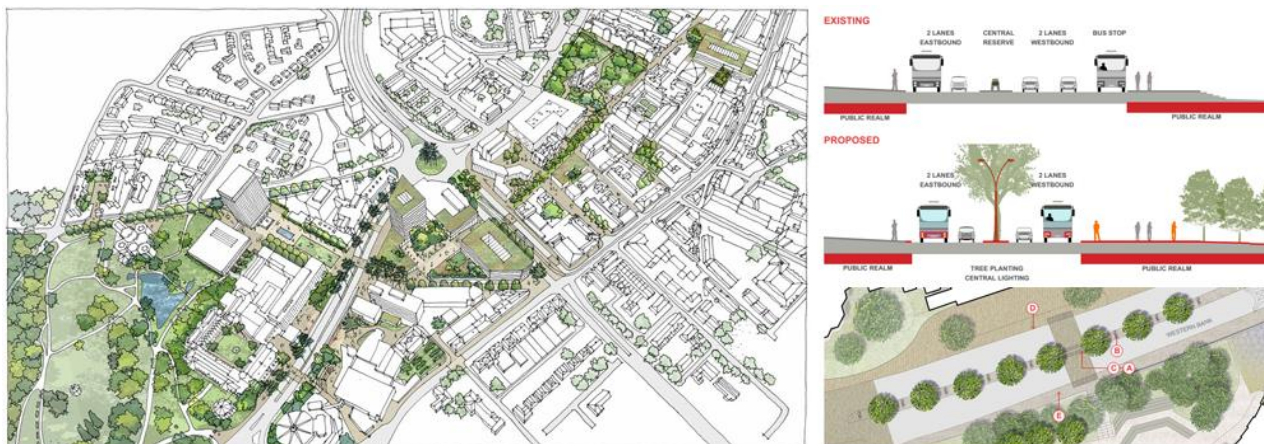 EXISTING
2 LANES
EASTBOUND
CENTRAL
RESERVE
2 LANES
WESTBOUND
BUS STOP
PUBLIC REALM
PUBLIC REALM
PROPOSED
2 LANES
EASTBOUND
2 LANES
WESTBOUND
PUBLIC REALM
TREE PLANTING
CENTRAL LIGHTING
PUBLIC REALM
D
WESTERN BANK
B
C A
E